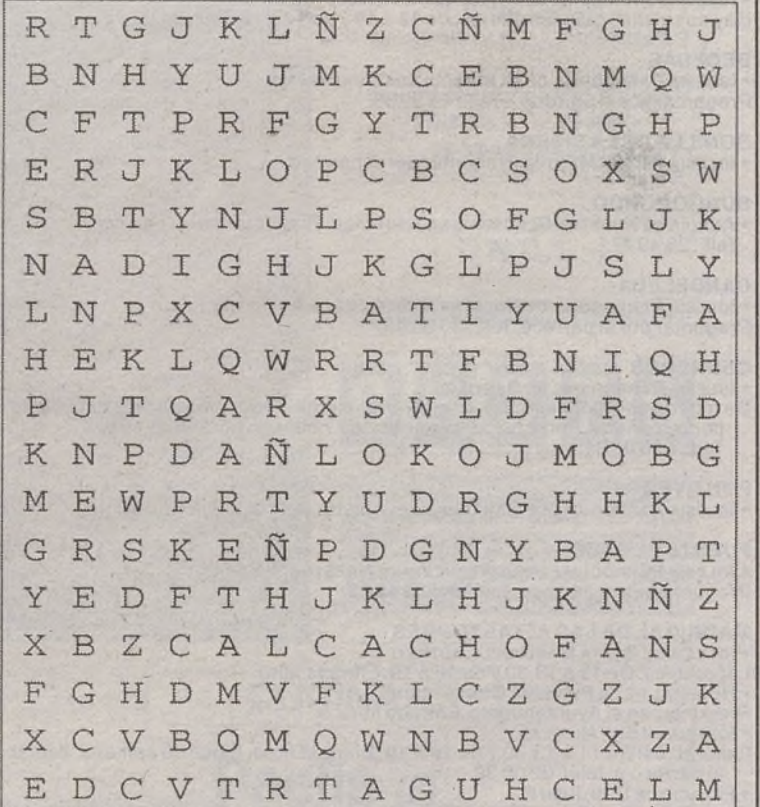 R T G J K L Ñ Z C Ñ M F G H J
B N H Y U J M K C E B N M Q W
C F T P R F G Y T R B N G H P
E R J K L O P C B C S O X S W
S B T Y N J L P S O F G L J K
N A D I G H J K G L P J S L Y
L N P X C V B A T I Y U A F A
H E K L Q W R R T F B N I Q H
P J T Q A R X S W L D F R S D
K N P D A Ñ L O K O J M O B G
M E W P R T Y U D R G H H K L
G R S K E Ñ P D G N Y B A P T
Y E D F T H J K L H J K N Ñ Z
X B Z C A L C A C H O F A N S
F G H D M V F K L C Z G Z J K
X C V B O M Q W N B V C X Z A
E D C V T R T A G U H C E L M